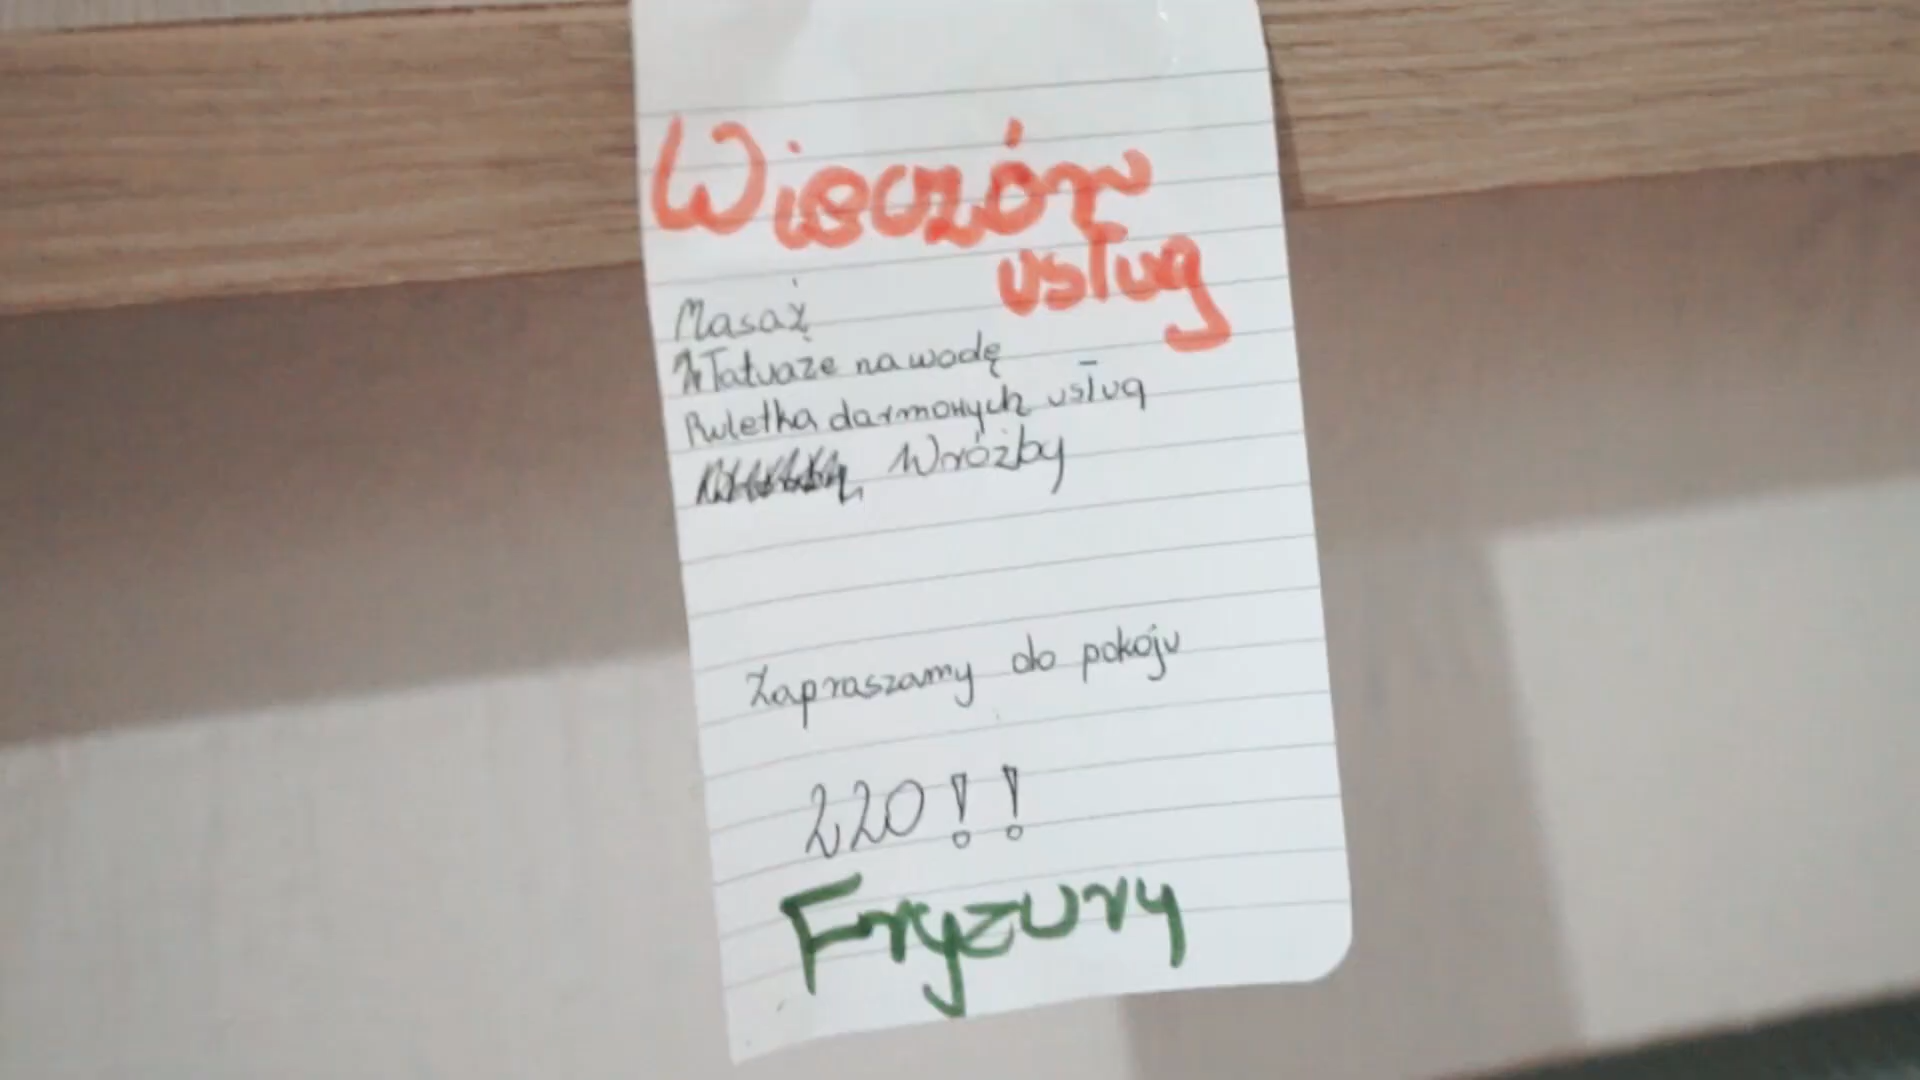 Wieczór
usług
Masaż
Tatuaże na wodę
Ruletka darmowych usług
Wróżby
Zapraszamy do pokoju
220!!
Fryzury